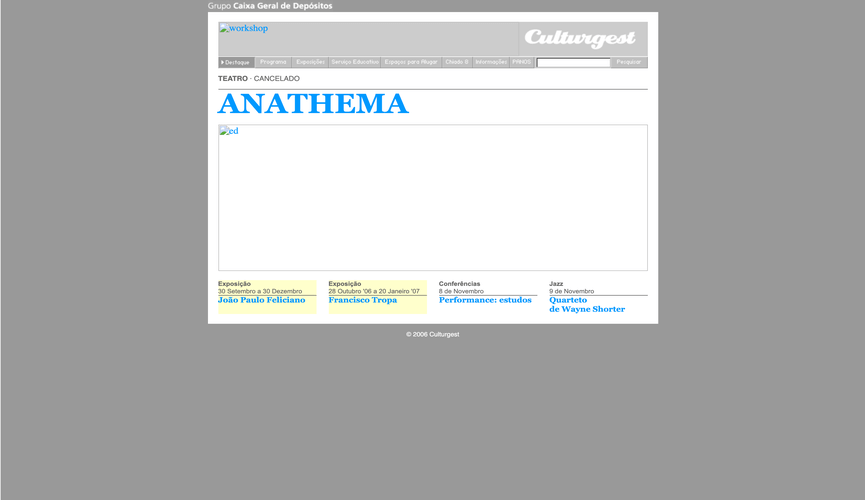 Grupo Caixa Geral de Depósitos
workshop
Culturgest
Destaque Programa Exposições Serviço Educativo Espaços para Alugar Chiado 8 Informações PANOS Pesquisar
TEATRO · CANCELADO
ANATHEMA
ed
Exposição
30 Setembro a 30 Dezembro
João Paulo Feliciano
Exposição
28 Outubro '06 a 20 Janeiro '07
Francisco Tropa
Conferências
8 de Novembro
Performance: estudos
Jazz
9 de Novembro
Quarteto
de Wayne Shorter
© 2006 Culturgest